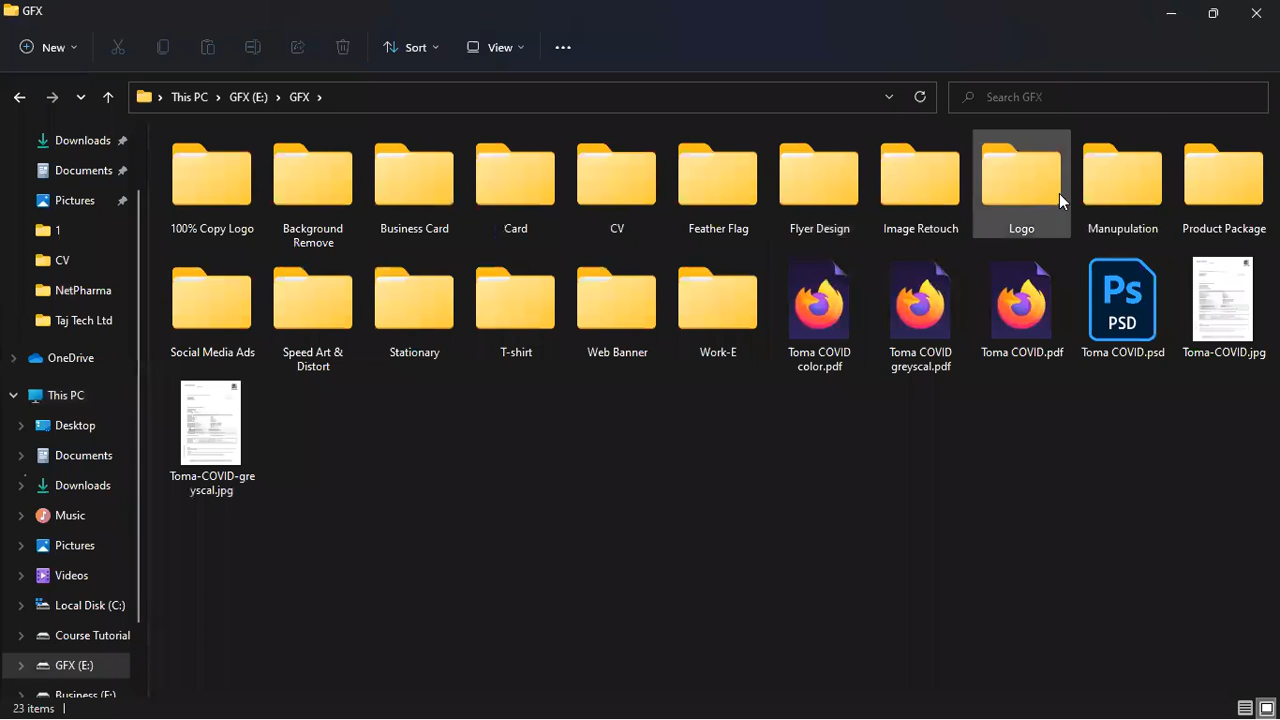 GFX
New
Sort
View
This PC
GFX (E:)
GFX
Search GFX
Downloads
Documents
Pictures
1
CV
NetPharma
Taj Tech Ltd
OneDrive
This PC
Desktop
Documents
Downloads
Music
Pictures
Videos
Local Disk (C:)
Course Tutorial
GFX (E:)
Business (F:)
100% Copy Logo
Background
Remove
Business Card
Card
CV
Feather Flag
Flyer Design
Image Retouch
Logo
Manupulation
Product Package
Social Media Ads
Speed Art &
Distort
Stationary
T-shirt
Web Banner
Work-E
Toma COVID
color.pdf
Toma COVID
greyscal.pdf
Toma COVID.pdf
Ps
PSD
Toma COVID.psd
Toma-COVID.jpg
Toma-COVID-gre
yscal.jpg
23 items